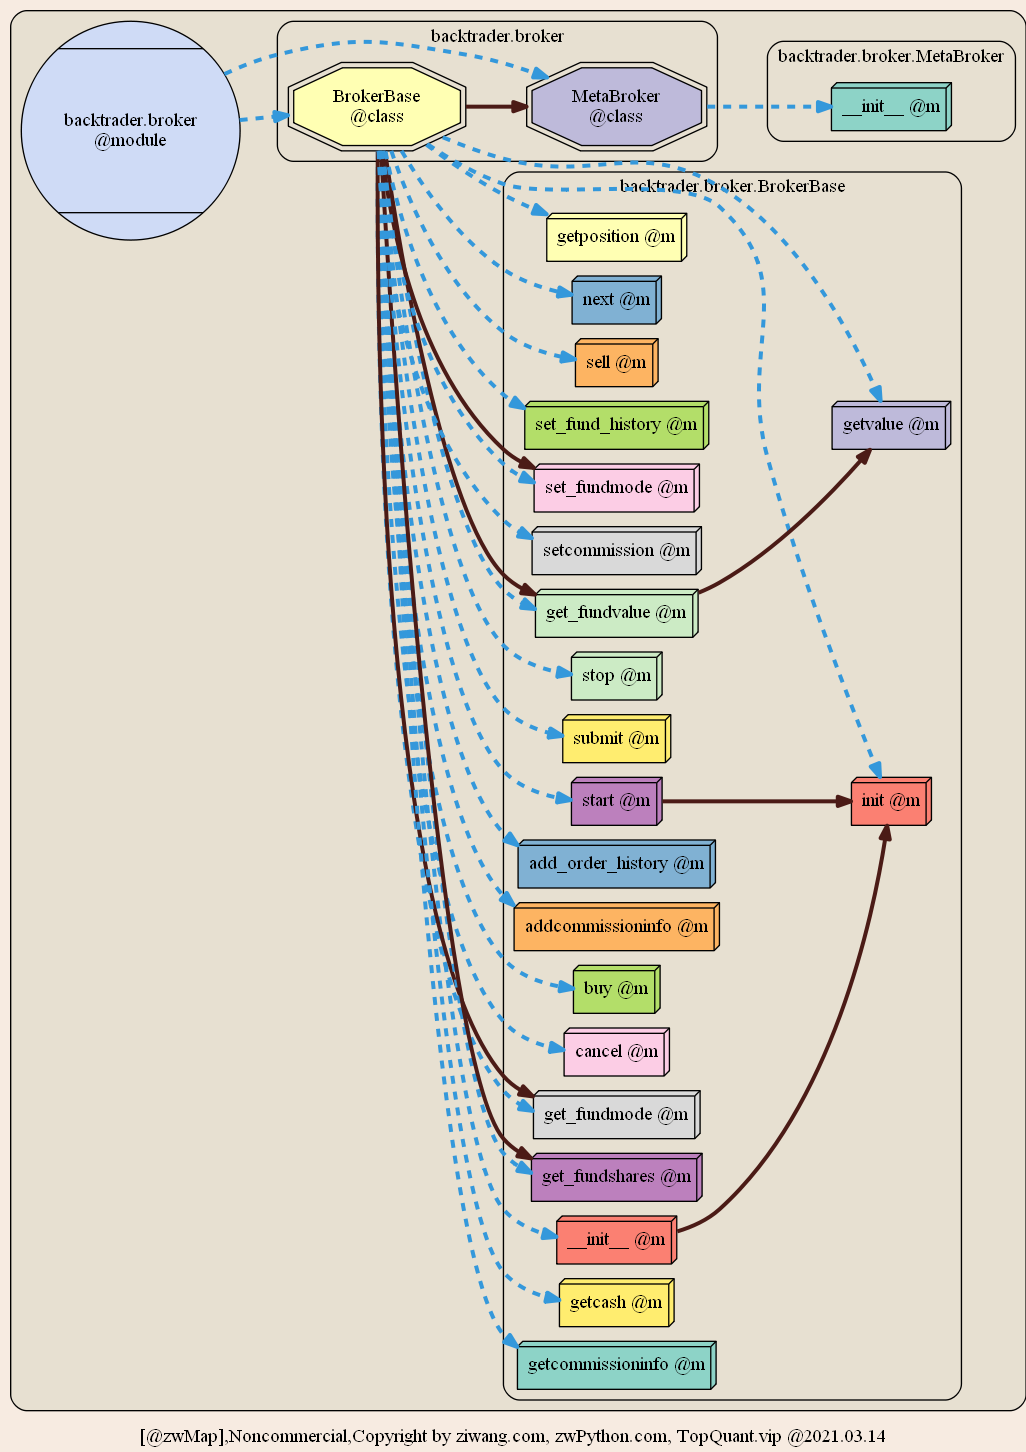 backtrader.broker
backtrader.broker
@module
BrokerBase
@class
MetaBroker
@class
backtrader.broker.MetaBroker
__init__ @m
backtrader.broker.BrokerBase
getposition @m
next @m
sell @m
set_fund_history @m
getvalue @m
set_fundmode @m
setcommission @m
get_fundvalue @m
stop @m
submit @m
start @m
init @m
add_order_history @m
addcommissioninfo @m
buy @m
cancel @m
get_fundmode @m
get_fundshares @m
__init__ @m
getcash @m
getcommissioninfo @m
[@zwMap],Noncommercial,Copyright by ziwang.com, zwPython.com, TopQuant.vip @2021.03.14